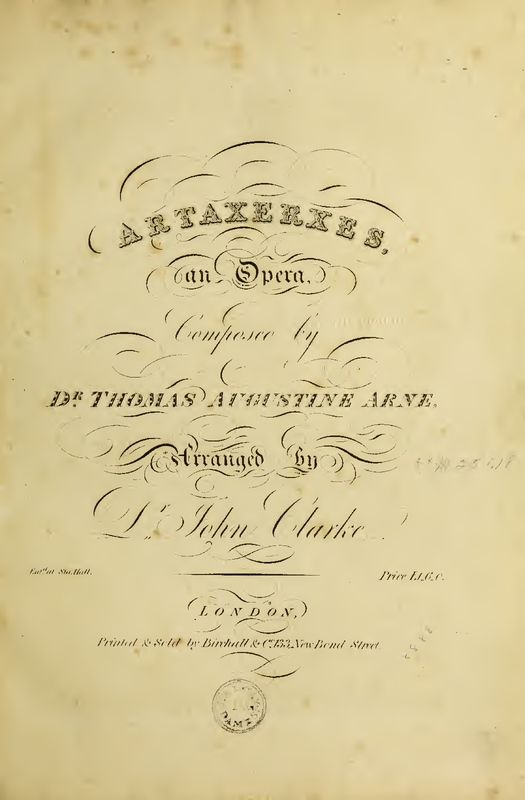 ARTAXERXES,
an Opera,
Composed by
DR. THOMAS AUGUSTINE ARNE,
Arranged By
Dr. John Clarke.
Ent.d at Sta. Hall.
Price £1,6,0.
LONDON,
Printed & Sold by Birchall & Co. 133, New Bond Street.
DAMES